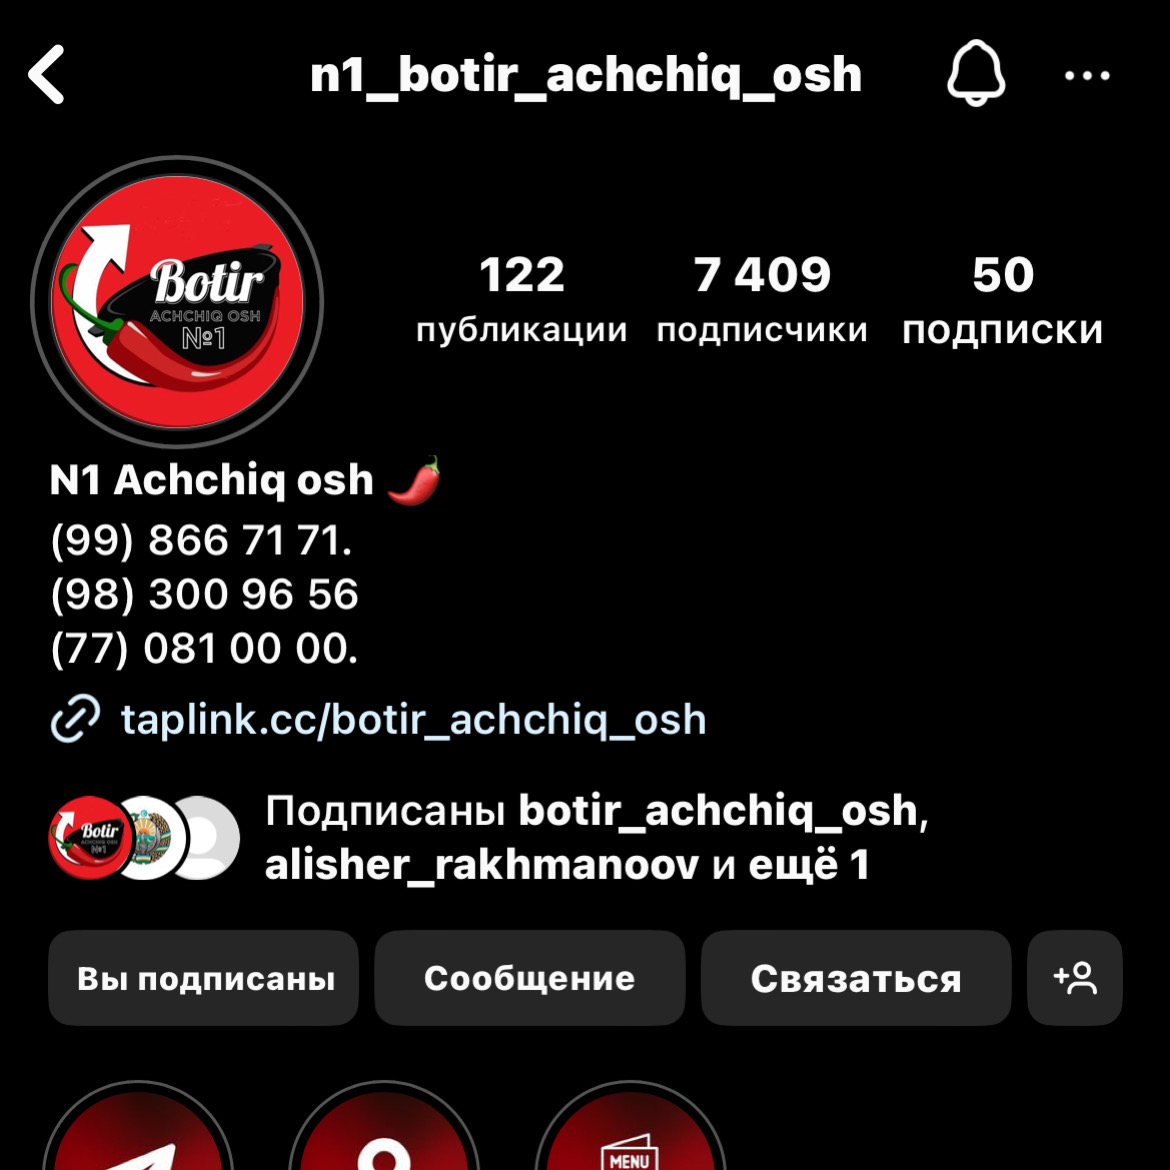 n1_botir_achchiq_osh
Botir
ACHCHIQ OSH
№1
122 7 409 50
публикации подписчики подписки
N1 Achchiq osh 🌶️
(99) 866 71 71.
(98) 300 96 56
(77) 081 00 00.
taplink.cc/botir_achchiq_osh
Botir
ACHCHIQ OSH
№1
Подписаны botir_achchiq_osh,
alisher_rakhmanoov и ещё 1
Вы подписаны Сообщение Связаться
MENU